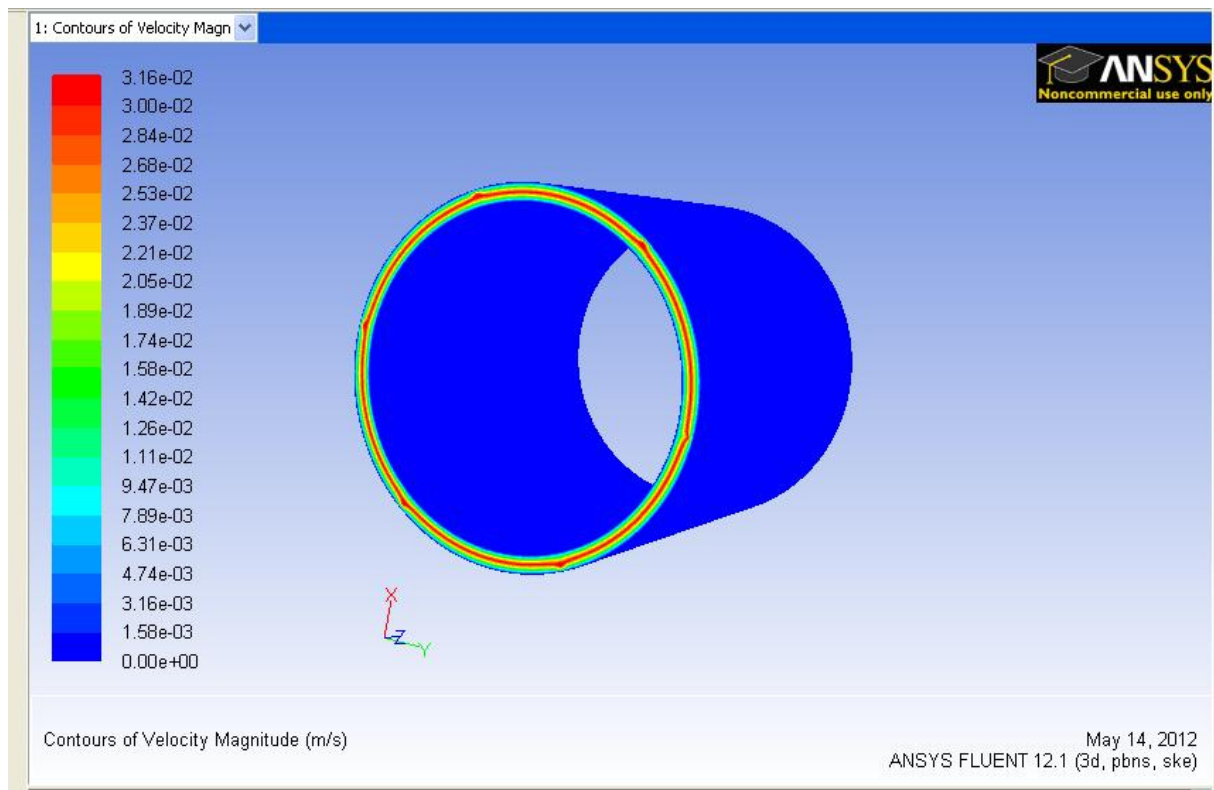 1: Contours of Velocity Magn
ANSYS
Noncommercial use only
3.16e-02
3.00e-02
2.84e-02
2.68e-02
2.53e-02
2.37e-02
2.21e-02
2.05e-02
1.89e-02
1.74e-02
1.58e-02
1.42e-02
1.26e-02
1.11e-02
9.47e-03
7.89e-03
6.31e-03
4.74e-03
3.16e-03
1.58e-03
0.00e+00
X
Z
Y
Contours of Velocity Magnitude (m/s)
May 14, 2012
ANSYS FLUENT 12.1 (3d, pbns, ske)